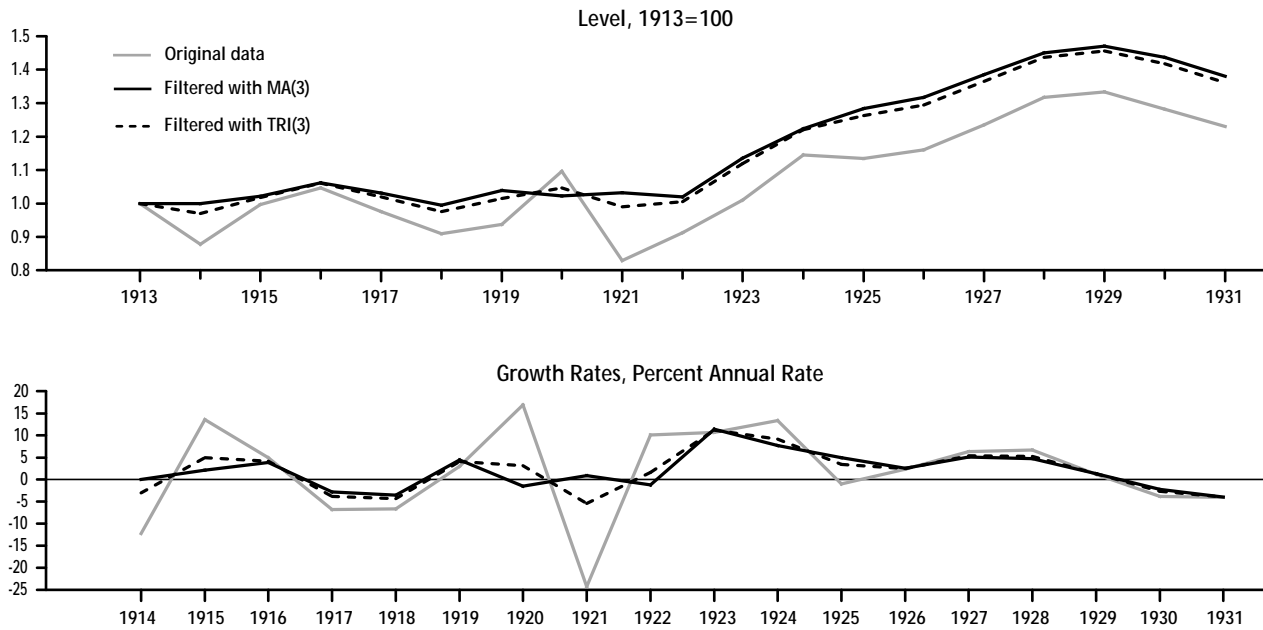 Level, 1913=100
1.5
1.4
1.3
1.2
1.1
1.0
0.9
0.8
Original data
Filtered with MA(3)
Filtered with TRI(3)
1913 1915 1917 1919 1921 1923 1925 1927 1929 1931
Growth Rates, Percent Annual Rate
20
15
10
5
0
-5
-10
-15
-20
-25
1914 1915 1916 1917 1918 1919 1920 1921 1922 1923 1924 1925 1926 1927 1928 1929 1930 1931